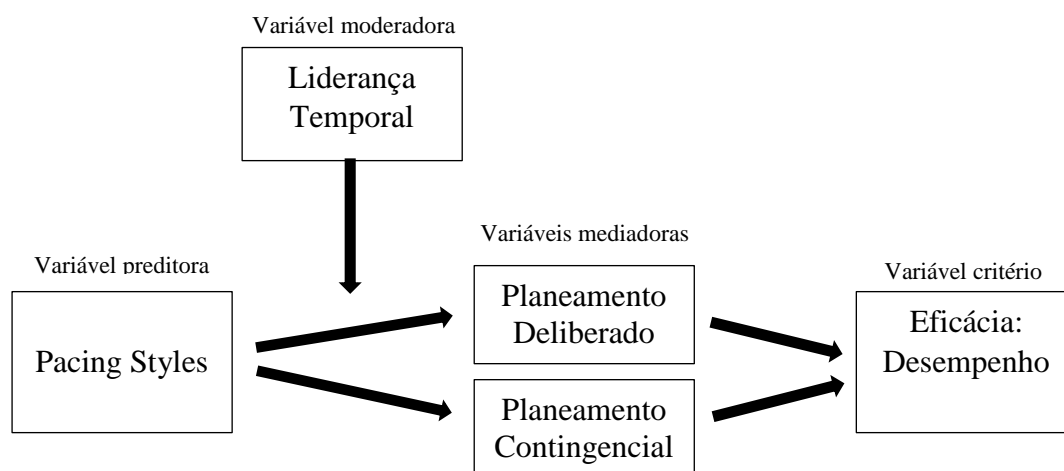 Variável moderadora
Liderança
Temporal
Variáveis mediadoras
Variável preditora
Variável critério
Pacing Styles
Planeamento
Deliberado
Planeamento
Contingencial
Eficácia:
Desempenho